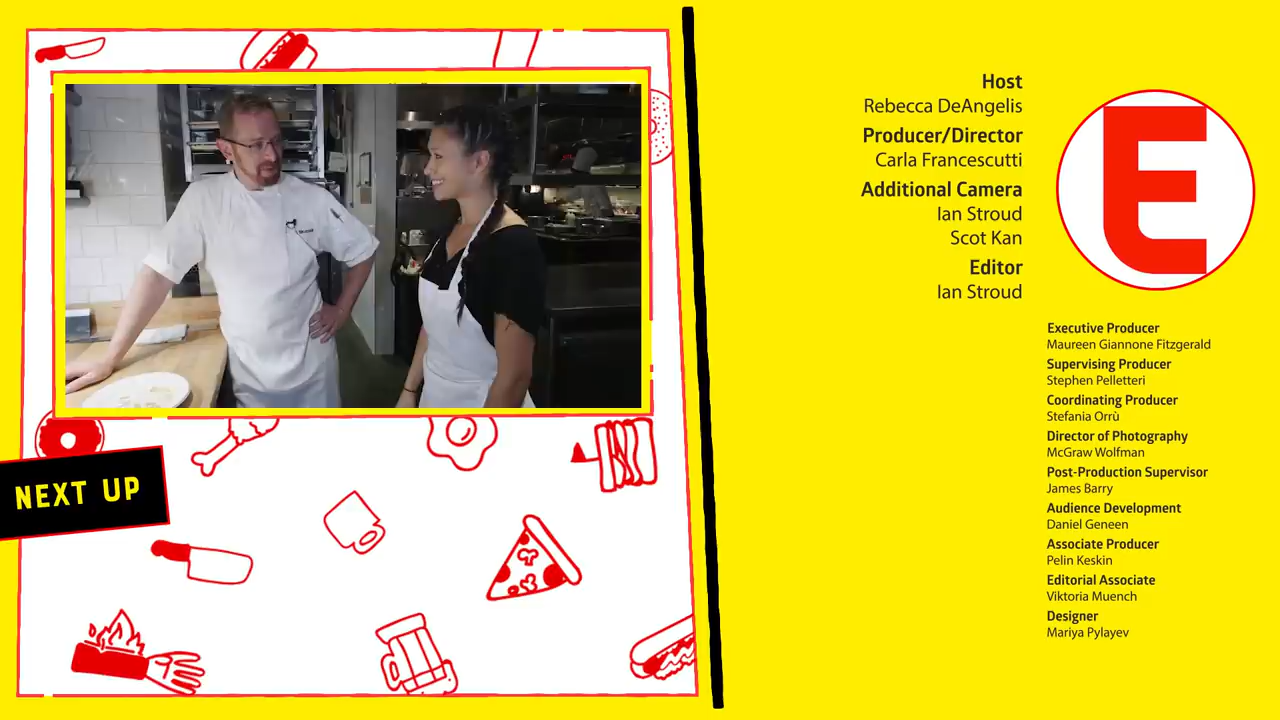 NEXT UP
Host
Rebecca DeAngelis
Producer/Director
Carla Francescutti
Additional Camera
Ian Stroud
Scot Kan
Editor
Ian Stroud
E
Executive Producer
Maureen Giannone Fitzgerald
Supervising Producer
Stephen Pelletteri
Coordinating Producer
Stefania Orrù
Director of Photography
McGraw Wolfman
Post-Production Supervisor
James Barry
Audience Development
Daniel Geneen
Associate Producer
Pelin Keskin
Editorial Associate
Viktoria Muench
Designer
Mariya Pylayev